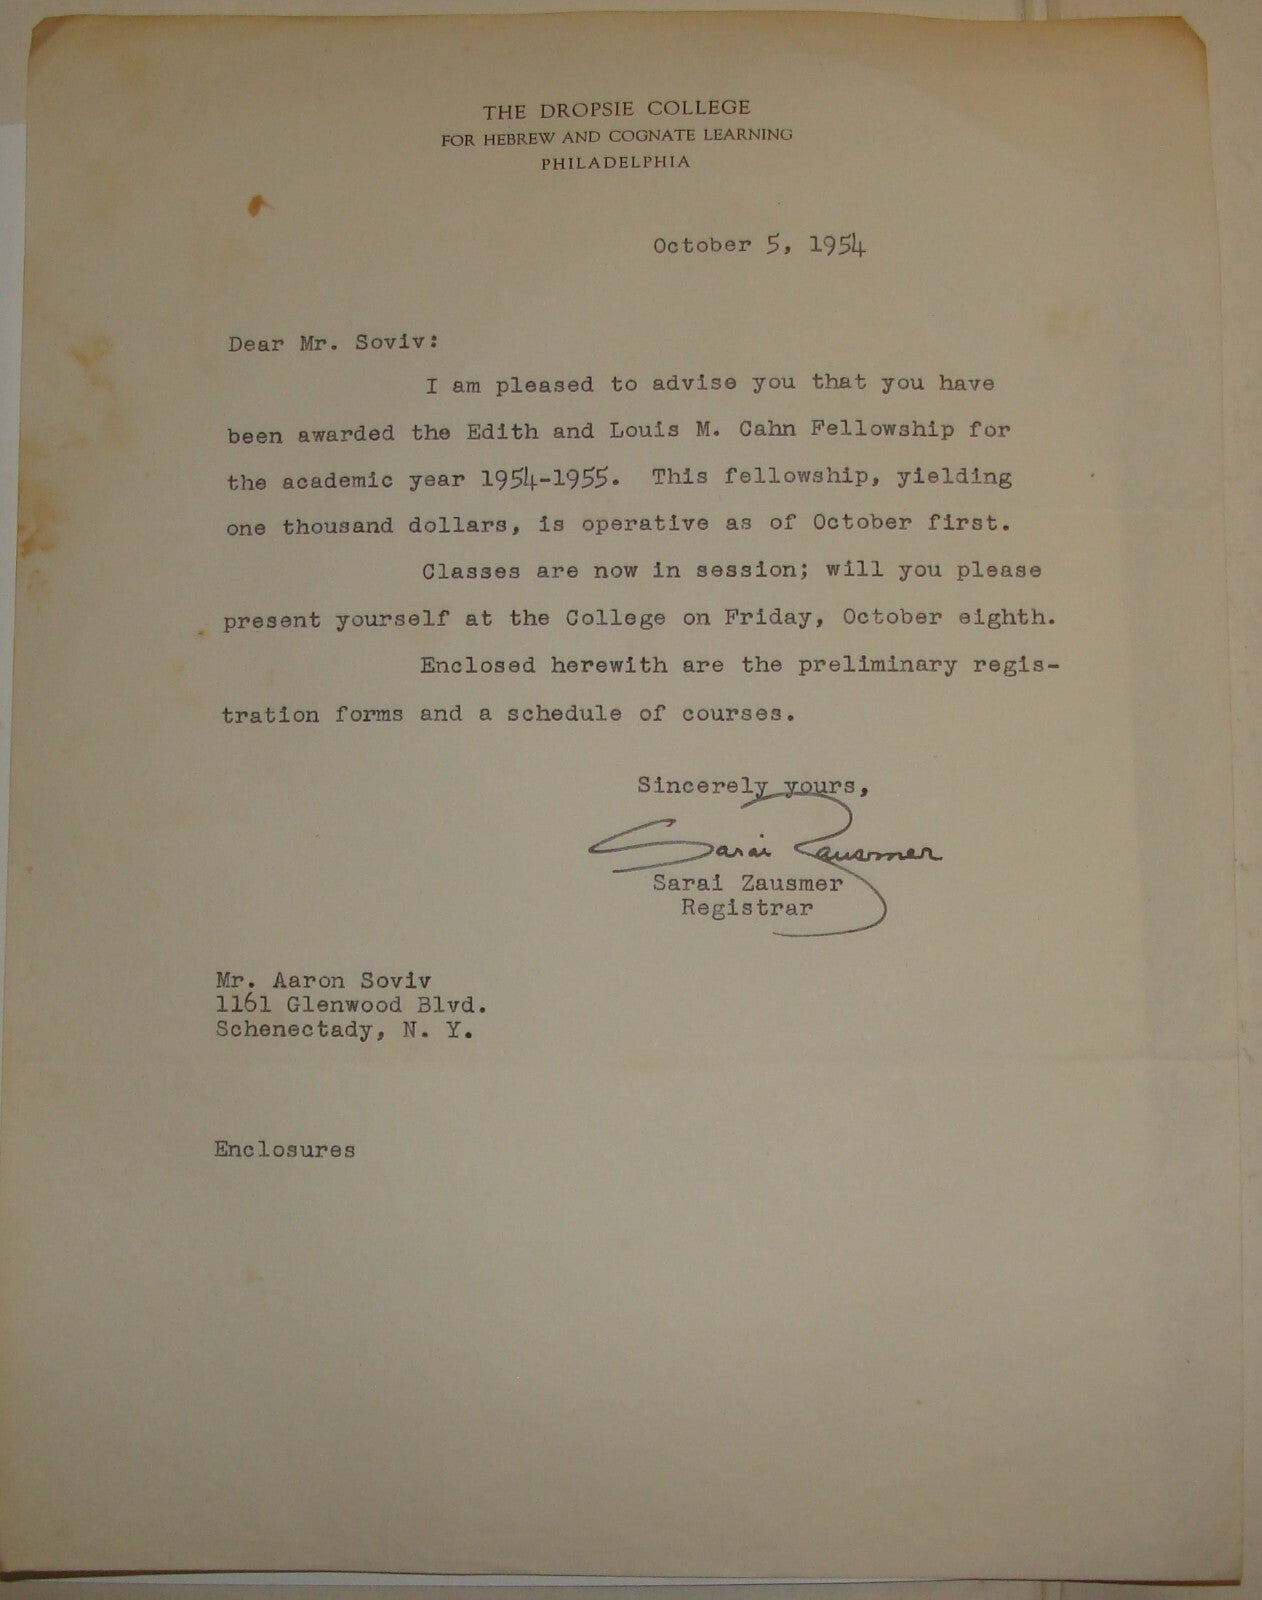 THE DROPSIE COLLEGE
FOR HEBREW AND COGNATE LEARNING
PHILADELPHIA
October 5, 1954
Dear Mr. Soviv:
I am pleased to advise you that you have
been awarded the Edith and Louis M. Cahn Fellowship for
the academic year 1954-1955. This fellowship, yielding
one thousand dollars, is operative as of October first.
Classes are now in session; will you please
present yourself at the College on Friday, October eighth.
Enclosed herewith are the preliminary regis-
tration forms and a schedule of courses.
Sincerely yours,
Sarai Zausmer
Sarai Zausmer
Registrar
Mr. Aaron Soviv
1161 Glenwood Blvd.
Schenectady, N. Y.
Enclosures